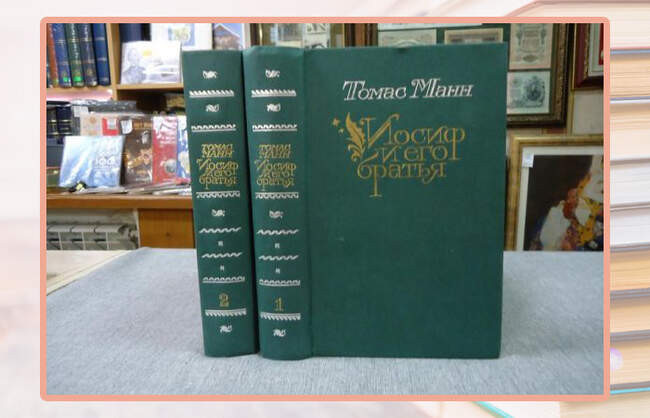 Томас
Манн
Иосиф
и его
братья
2
Томас
Манн
Иосиф
и его
братья
1
Томас Манн
Иосиф
и его
братья